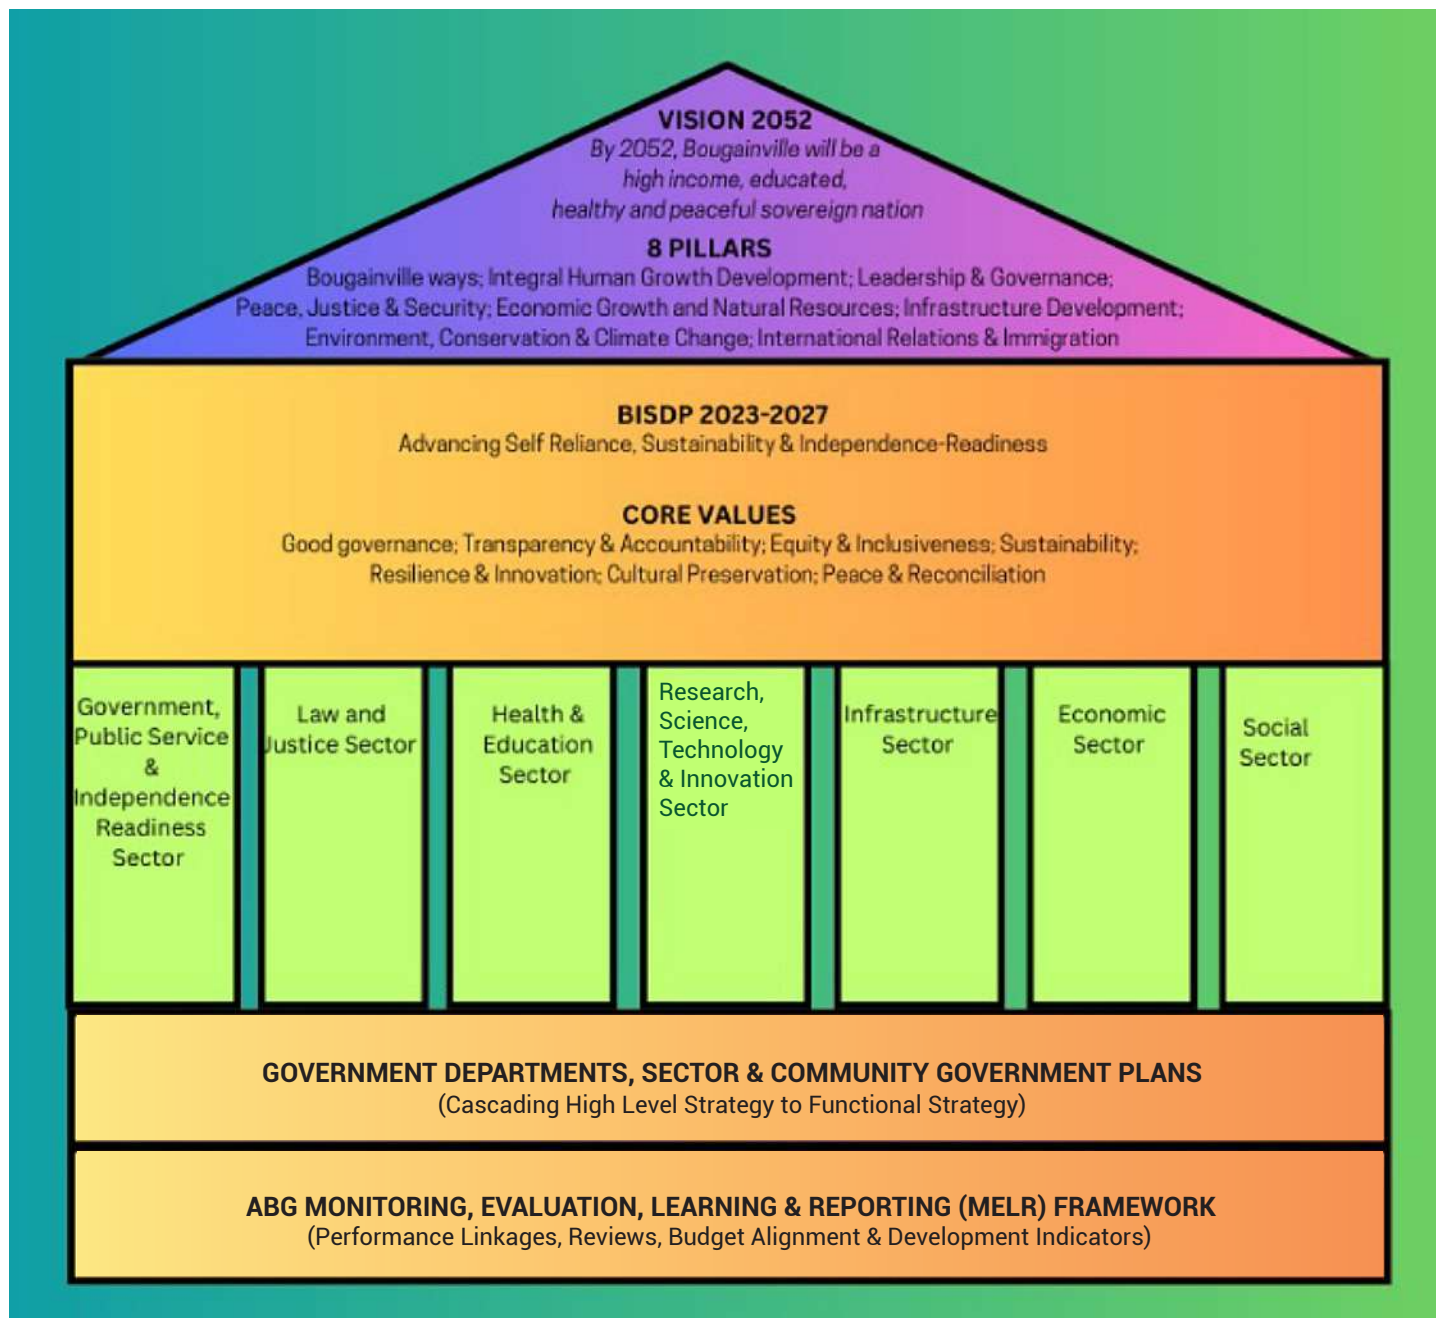 VISION 2052
By 2052, Bougainville will be a
high income, educated,
healthy and peaceful sovereign nation
8 PILLARS
Bougainville ways; Integral Human Growth Development; Leadership & Governance;
Peace, Justice & Security; Economic Growth and Natural Resources; Infrastructure Development;
Environment, Conservation & Climate Change; International Relations & Immigration
BISDP 2023-2027
Advancing Self Reliance, Sustainability & Independence-Readiness
CORE VALUES
Good governance; Transparency & Accountability; Equity & Inclusiveness; Sustainability;
Resilience & Innovation; Cultural Preservation; Peace & Reconciliation
Government,
Public Service
&
Independence
Readiness
Sector
Law and
Justice Sector
Health &
Education
Sector
Research,
Science,
Technology
& Innovation
Sector
Infrastructure
Sector
Economic
Sector
Social
Sector
GOVERNMENT DEPARTMENTS, SECTOR & COMMUNITY GOVERNMENT PLANS
(Cascading High Level Strategy to Functional Strategy)
ABG MONITORING, EVALUATION, LEARNING & REPORTING (MELR) FRAMEWORK
(Performance Linkages, Reviews, Budget Alignment & Development Indicators)